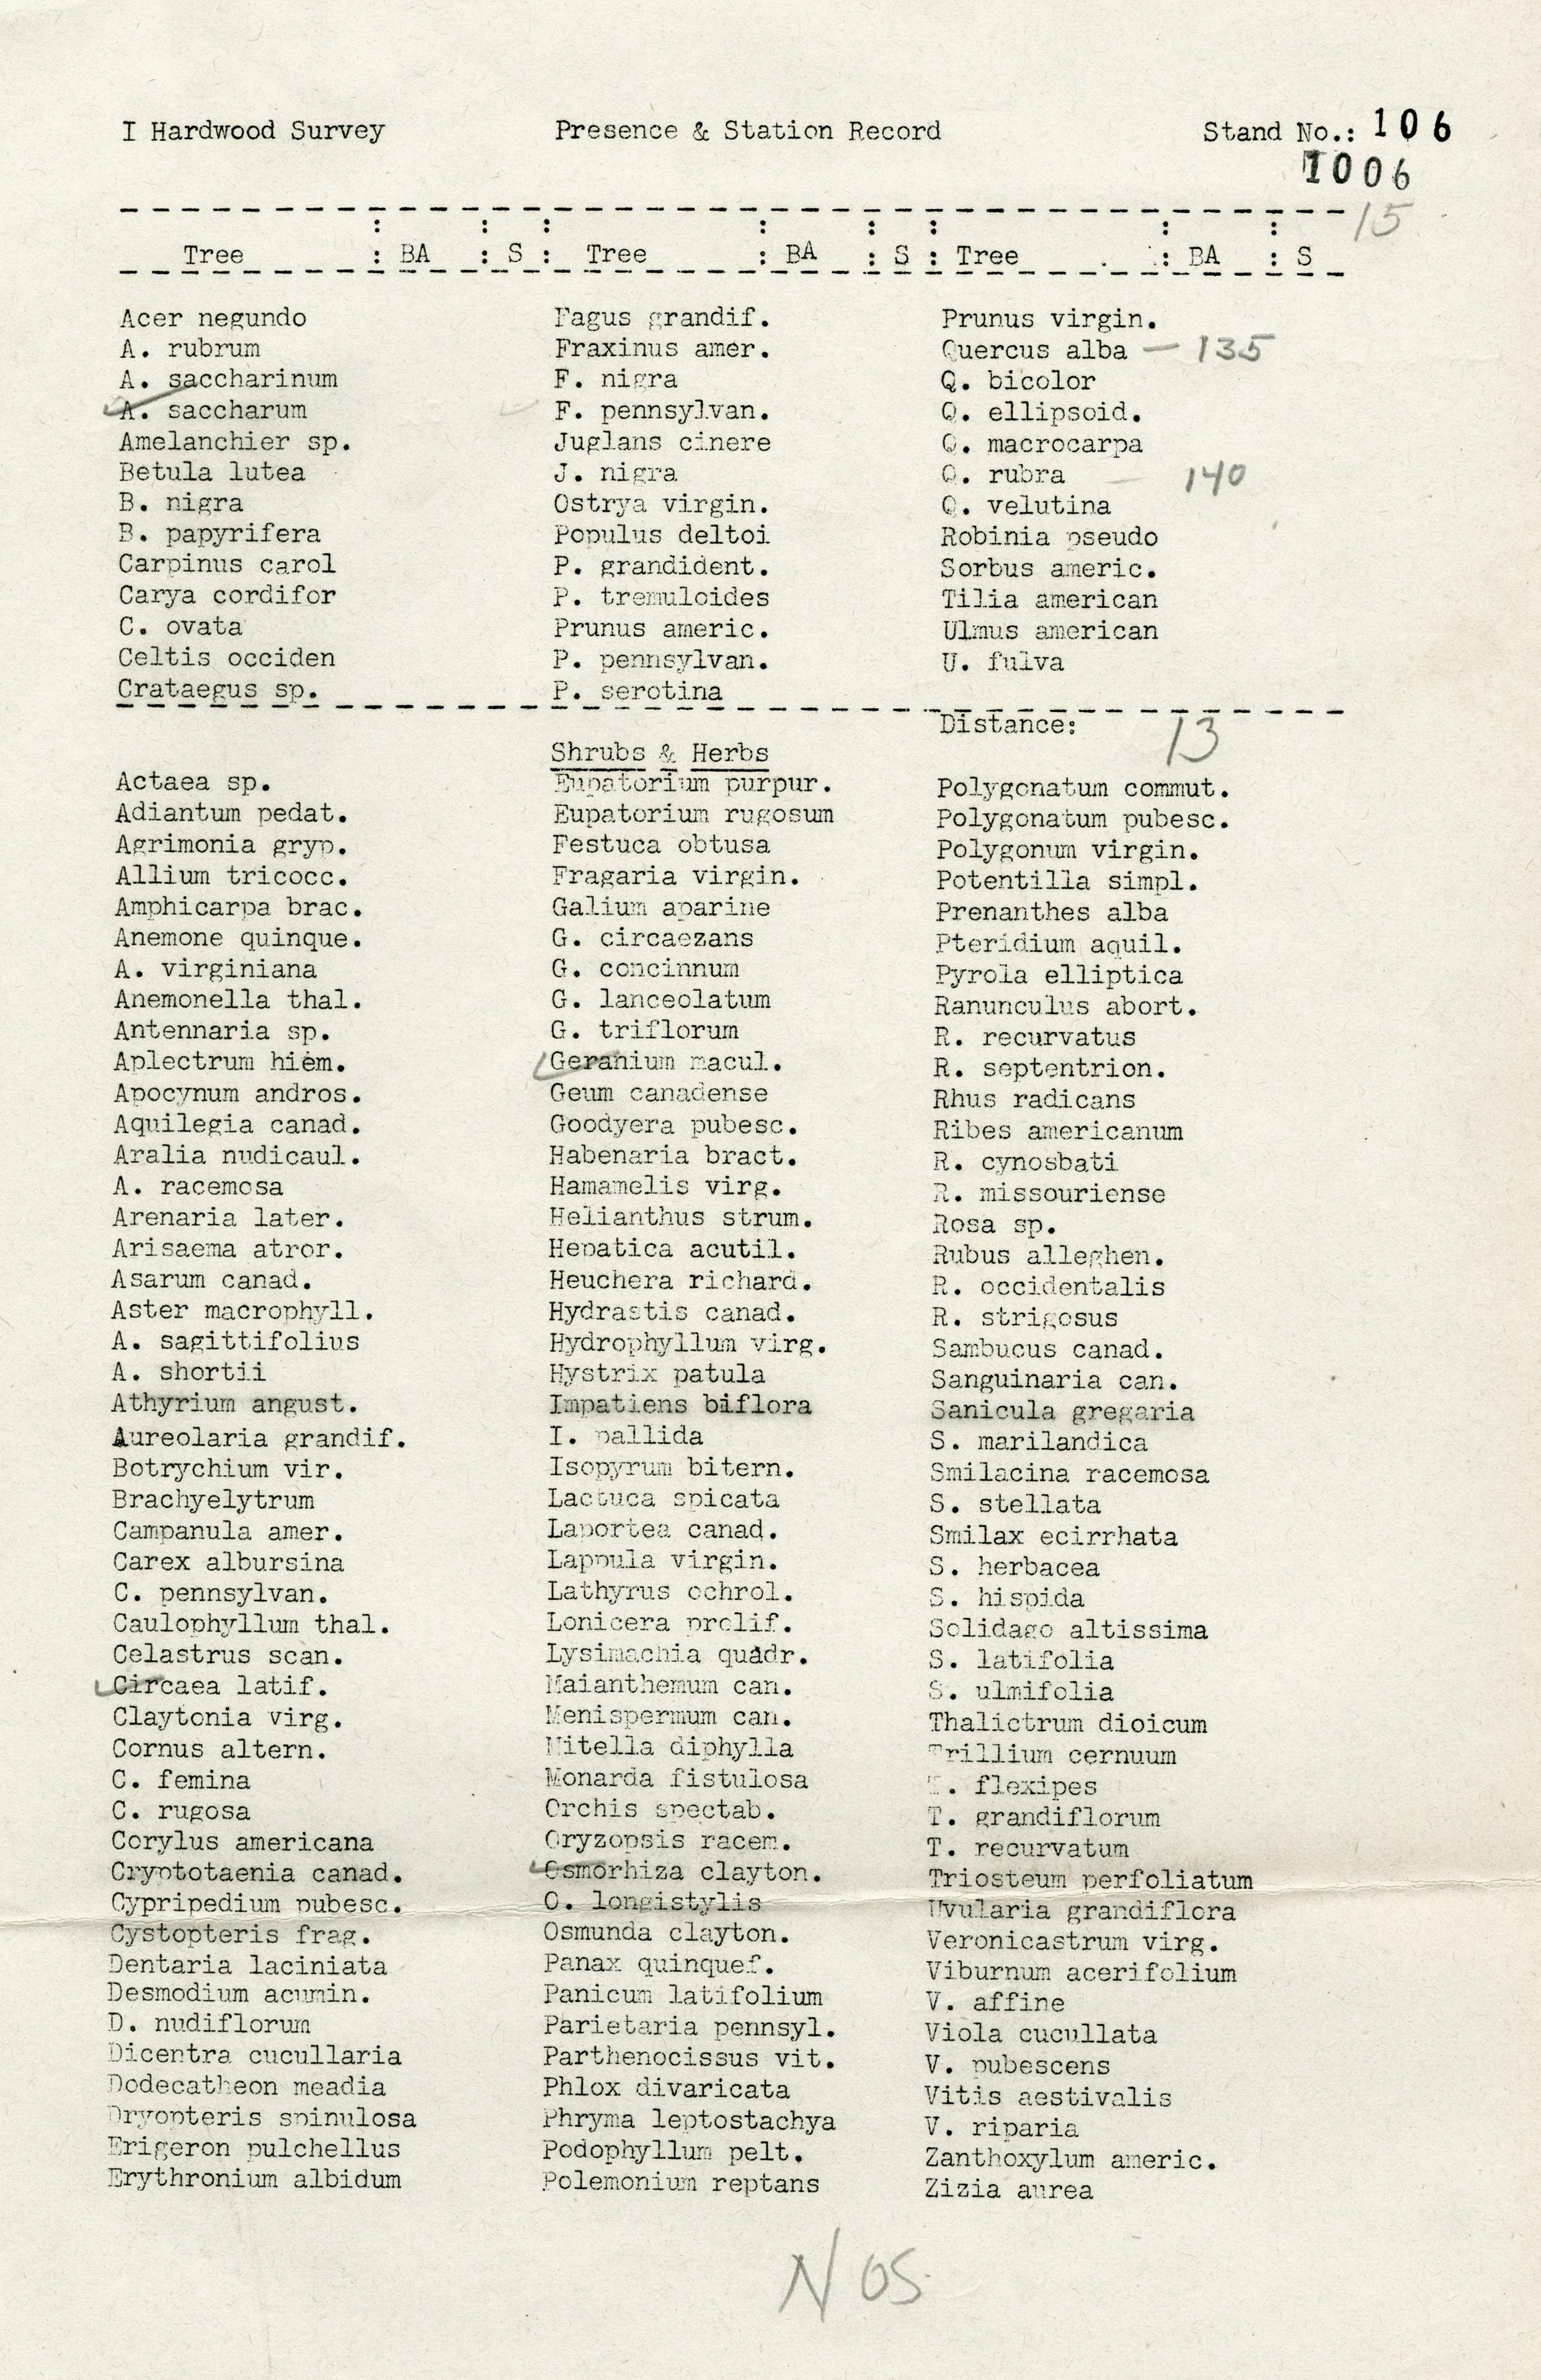 I Hardwood Survey Presence & Station Record Stand No.: 106
1006
15
Tree : BA : S : Tree : BA : S : Tree : BA : S
Acer negundo Fagus grandif. Prunus virgin.
A. rubrum Fraxinus amer. Quercus alba — 135
A. saccharinum F. nigra Q. bicolor
✓ A. saccharum ✓ F. pennsylvan. Q. ellipsoid.
Amelanchier sp. Juglans cinere Q. macrocarpa
Betula lutea J. nigra Q. rubra — 140
B. nigra Ostrya virgin. Q. velutina
B. papyrifera Populus deltoi Robinia pseudo
Carpinus carol P. grandident. Sorbus americ.
Carya cordifor P. tremuloides Tilia american
C. ovata Prunus americ. Ulmus american
Celtis occiden P. pennsylvan. U. fulva
Crataegus sp. P. serotina
Distance: 13
Shrubs & Herbs
Actaea sp. Eupatorium purpur. Polygonatum commut.
Adiantum pedat. Eupatorium rugosum Polygonatum pubesc.
Agrimonia gryp. Festuca obtusa Polygonum virgin.
Allium tricocc. Fragaria virgin. Potentilla simpl.
Amphicarpa brac. Galium aparine Prenanthes alba
Anemone quinque. G. circaezans Pteridium aquil.
A. virginiana G. concinnum Pyrola elliptica
Anemonella thal. G. lanceolatum Ranunculus abort.
Antennaria sp. G. triflorum R. recurvatus
Aplectrum hiem. ✓ Geranium macul. R. septentrion.
Apocynum andros. Geum canadense Rhus radicans
Aquilegia canad. Goodyera pubesc. Ribes americanum
Aralia nudicaul. Habenaria bract. R. cynosbati
A. racemosa Hamamelis virg. R. missouriense
Arenaria later. Helianthus strum. Rosa sp.
Arisaema atror. Hepatica acutil. Rubus alleghen.
Asarum canad. Heuchera richard. R. occidentalis
Aster macrophyll. Hydrastis canad. R. strigosus
A. sagittifolius Hydrophyllum virg. Sambucus canad.
A. shortii Hystrix patula Sanguinaria can.
Athyrium angust. Impatiens biflora Sanicula gregaria
Aureolaria grandif. I. pallida S. marilandica
Botrychium vir. Isopyrum bitern. Smilacina racemosa
Brachyelytrum Lactuca spicata S. stellata
Campanula amer. Laportea canad. Smilax ecirrhata
Carex albursina Lappula virgin. S. herbacea
C. pennsylvan. Lathyrus ochrol. S. hispida
Caulophyllum thal. Lonicera prolif. Solidago altissima
Celastrus scan. Lysimachia quadr. S. latifolia
✓ Circaea latif. Maianthemum can. S. ulmifolia
Claytonia virg. Menispermum can. Thalictrum dioicum
Cornus altern. Mitella diphylla Trillium cernuum
C. femina Monarda fistulosa T. flexipes
C. rugosa Orchis spectab. T. grandiflorum
Corylus americana Oryzopsis racem. T. recurvatum
Cryptotaenia canad. ✓ Osmorhiza clayton. Triosteum perfoliatum
Cypripedium pubesc. O. longistylis Uvularia grandiflora
Cystopteris frag. Osmunda clayton. Veronicastrum virg.
Dentaria laciniata Panax quinquef. Viburnum acerifolium
Desmodium acumin. Panicum latifolium V. affine
D. nudiflorum Parietaria pennsyl. Viola cucullata
Dicentra cucullaria Parthenocissus vit. V. pubescens
Dodecatheon meadia Phlox divaricata Vitis aestivalis
Dryopteris spinulosa Phryma leptostachya V. riparia
Erigeron pulchellus Podophyllum pelt. Zanthoxylum americ.
Erythronium albidum Polemonium reptans Zizia aurea
N OS